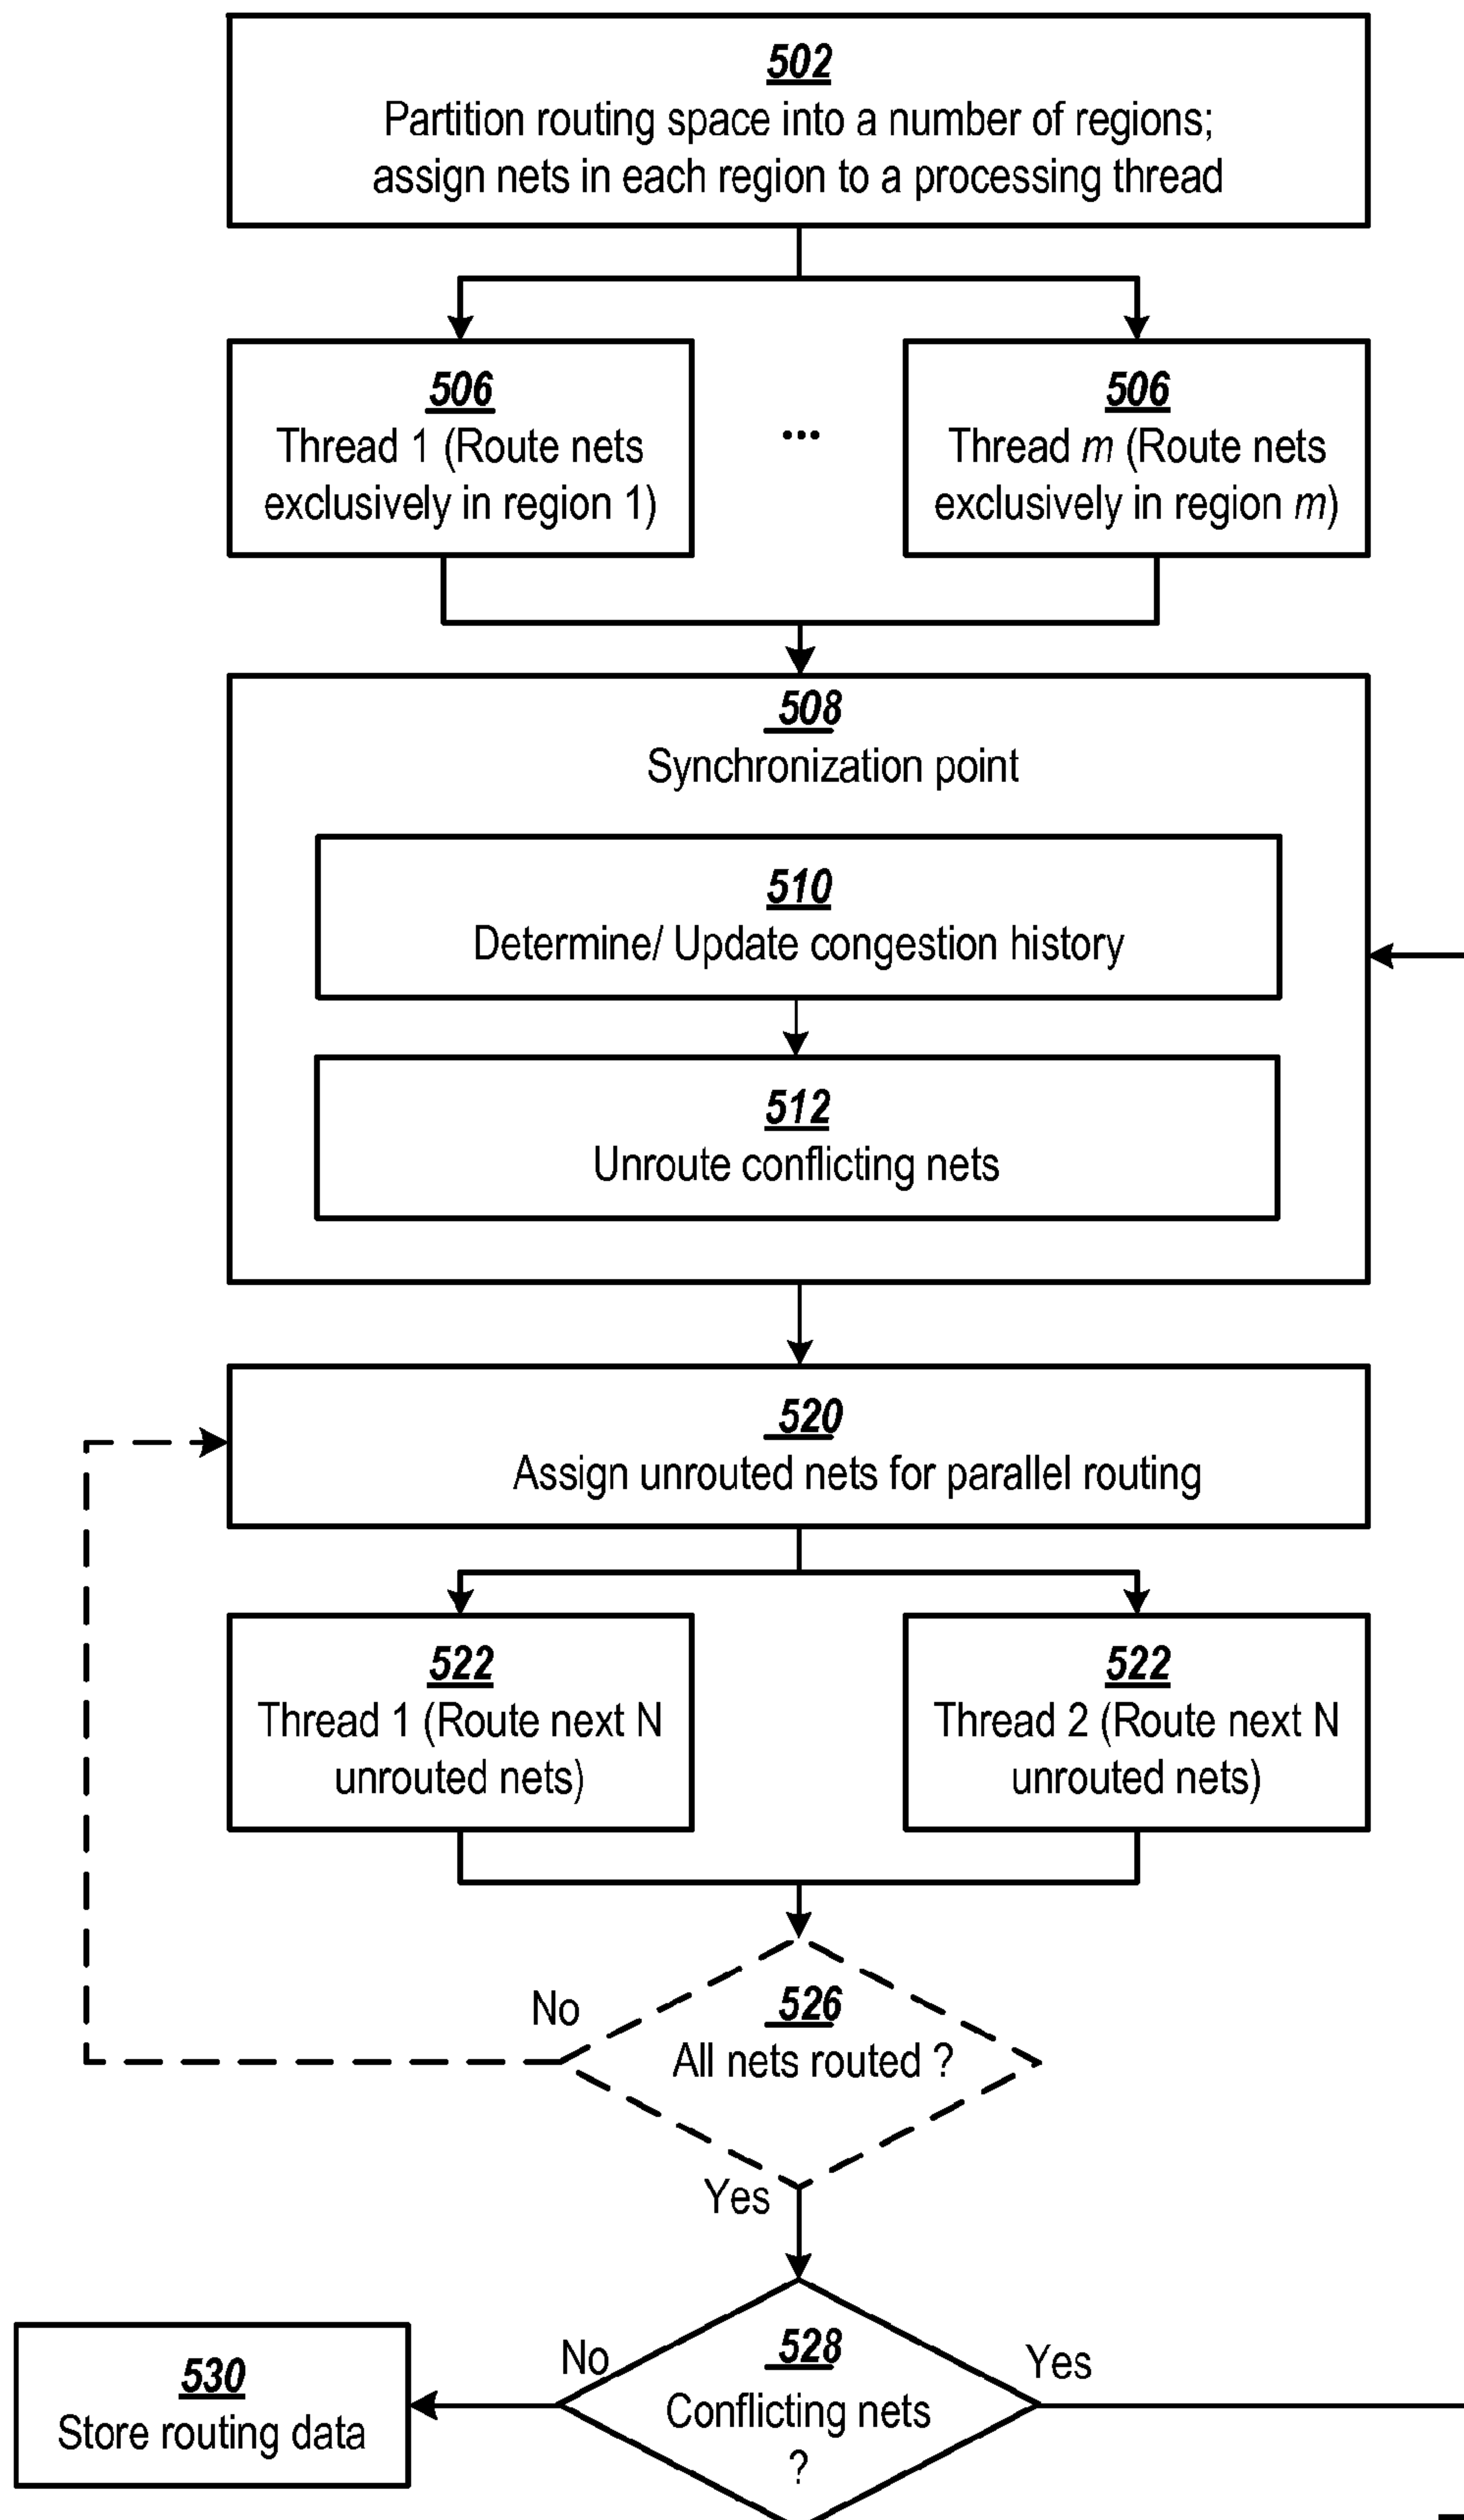 502
Partition routing space into a number of regions;
assign nets in each region to a processing thread
506
Thread 1 (Route nets
exclusively in region 1)
...
506
Thread m (Route nets
exclusively in region m)
508
Synchronization point
510
Determine/ Update congestion history
512
Unroute conflicting nets
520
Assign unrouted nets for parallel routing
522
Thread 1 (Route next N
unrouted nets)
522
Thread 2 (Route next N
unrouted nets)
No
526
All nets routed ?
Yes
530
Store routing data
No
528
Conflicting nets
?
Yes